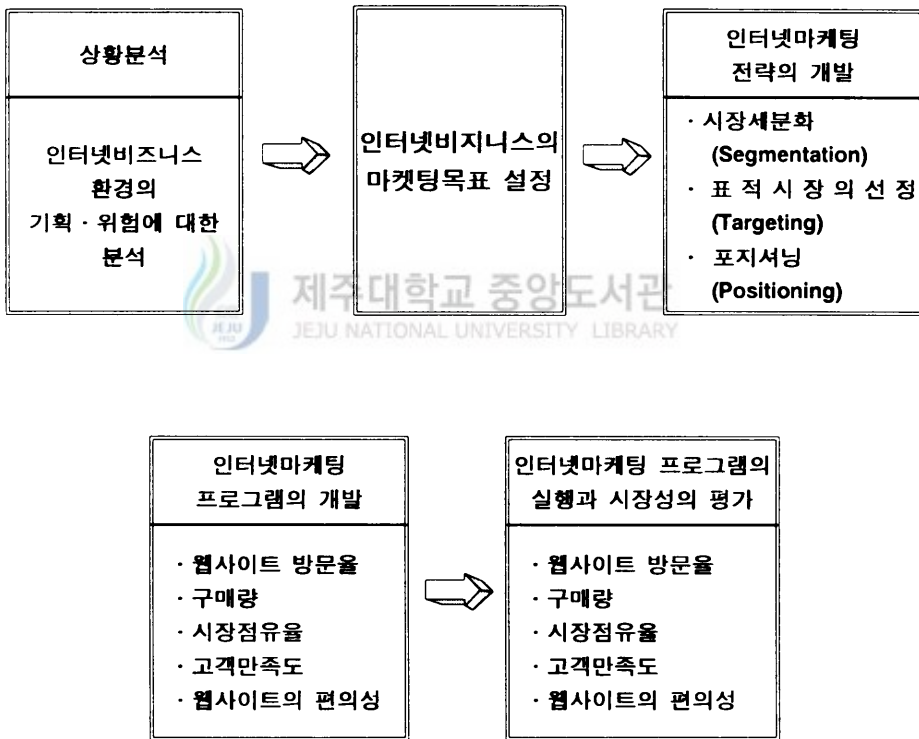 상황분석
인터넷비즈니스
환경의
기획 · 위험에 대한
분석
인터넷비지니스의
마켓팅목표 설정
인터넷마케팅
전략의 개발
· 시장세분화
(Segmentation)
· 표 적 시 장 의 선 정
(Targeting)
· 포지셔닝
(Positioning)
제주대학교 중앙도서관
JEJU NATIONAL UNIVERSITY LIBRARY
JEJU
1952
인터넷마케팅
프로그램의 개발
· 웹사이트 방문율
· 구매량
· 시장점유율
· 고객만족도
· 웹사이트의 편의성
인터넷마케팅 프로그램의
실행과 시장성의 평가
· 웹사이트 방문율
· 구매량
· 시장점유율
· 고객만족도
· 웹사이트의 편의성